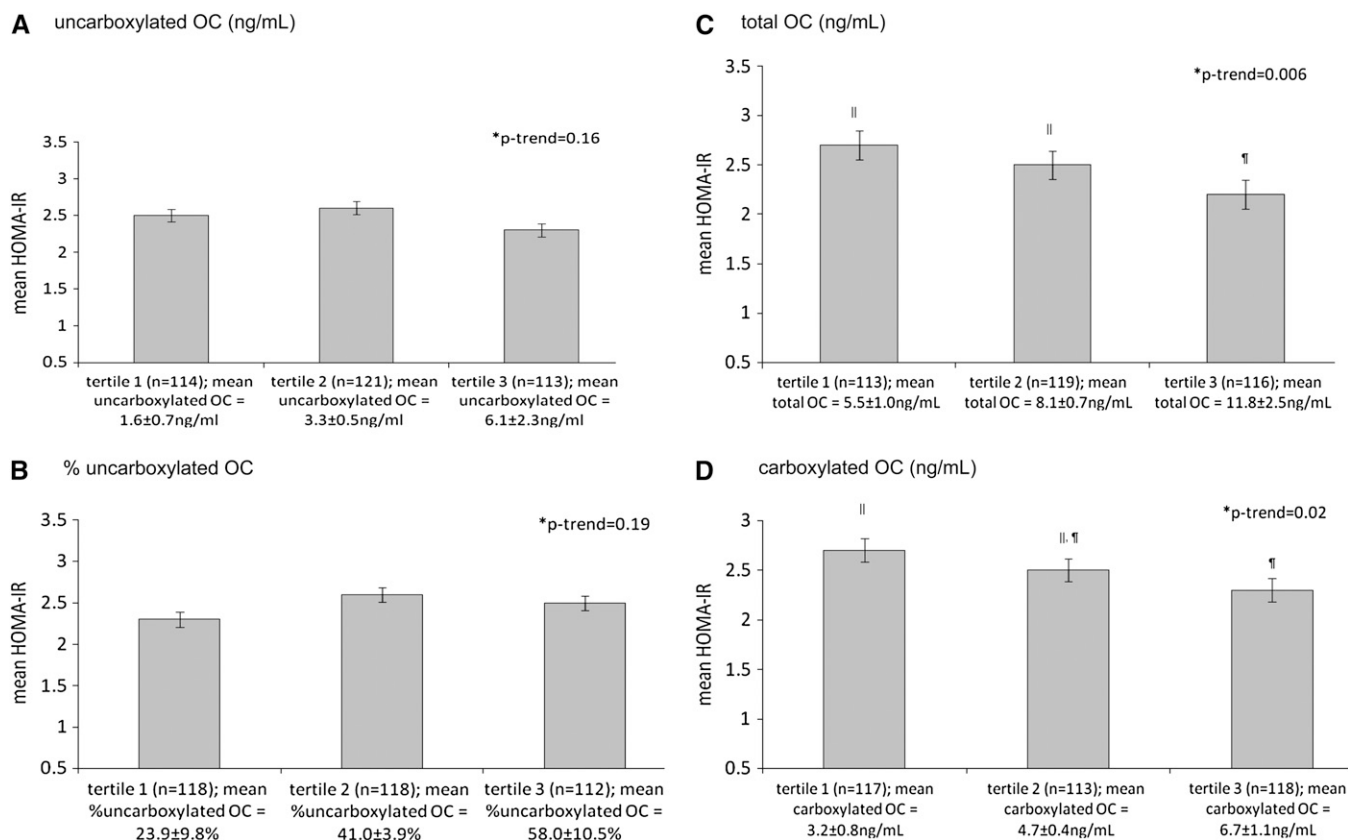 A uncarboxylated OC (ng/mL)
*p-trend=0.16
mean HOMA-IR
3.5
3
2.5
2
1.5
1
0.5
tertile 1 (n=114); mean
uncarboxylated OC =
1.6±0.7ng/ml
tertile 2 (n=121); mean
uncarboxylated OC =
3.3±0.5ng/ml
tertile 3 (n=113); mean
uncarboxylated OC =
6.1±2.3ng/ml
B % uncarboxylated OC
*p-trend=0.19
mean HOMA-IR
3.5
3
2.5
2
1.5
1
0.5
tertile 1 (n=118); mean
%uncarboxylated OC =
23.9±9.8%
tertile 2 (n=118); mean
%uncarboxylated OC =
41.0±3.9%
tertile 3 (n=112); mean
%uncarboxylated OC =
58.0±10.5%
C total OC (ng/mL)
*p-trend=0.006
mean HOMA-IR
3.5
3
2.5
2
1.5
1
0.5
||
||
¶
tertile 1 (n=113); mean
total OC = 5.5±1.0ng/mL
tertile 2 (n=119); mean
total OC = 8.1±0.7ng/mL
tertile 3 (n=116); mean
total OC = 11.8±2.5ng/mL
D carboxylated OC (ng/mL)
*p-trend=0.02
mean HOMA-IR
3
2.5
2
1.5
1
0.5
||
||, ¶
¶
tertile 1 (n=117); mean
carboxylated OC =
3.2±0.8ng/mL
tertile 2 (n=113); mean
carboxylated OC =
4.7±0.4ng/mL
tertile 3 (n=118); mean
carboxylated OC =
6.7±1.1ng/mL